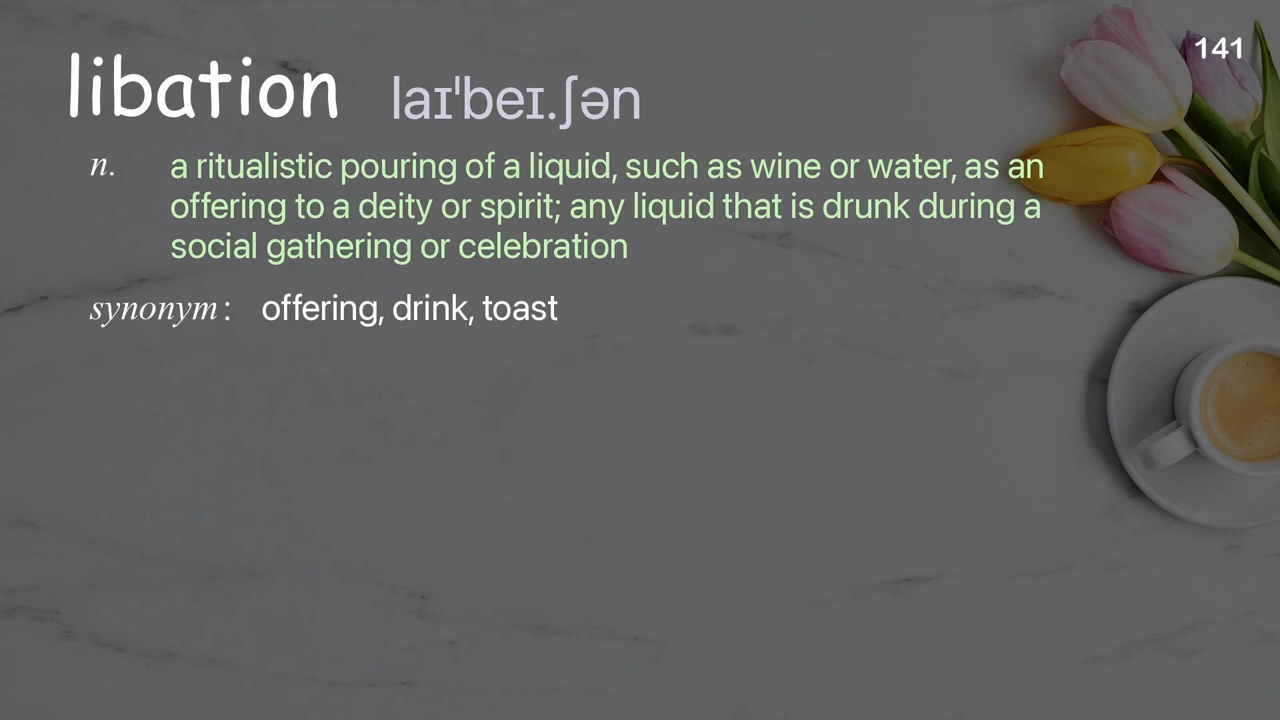 141
libation laɪˈbeɪ.ʃən
n. a ritualistic pouring of a liquid, such as wine or water, as an
offering to a deity or spirit; any liquid that is drunk during a
social gathering or celebration
synonym: offering, drink, toast